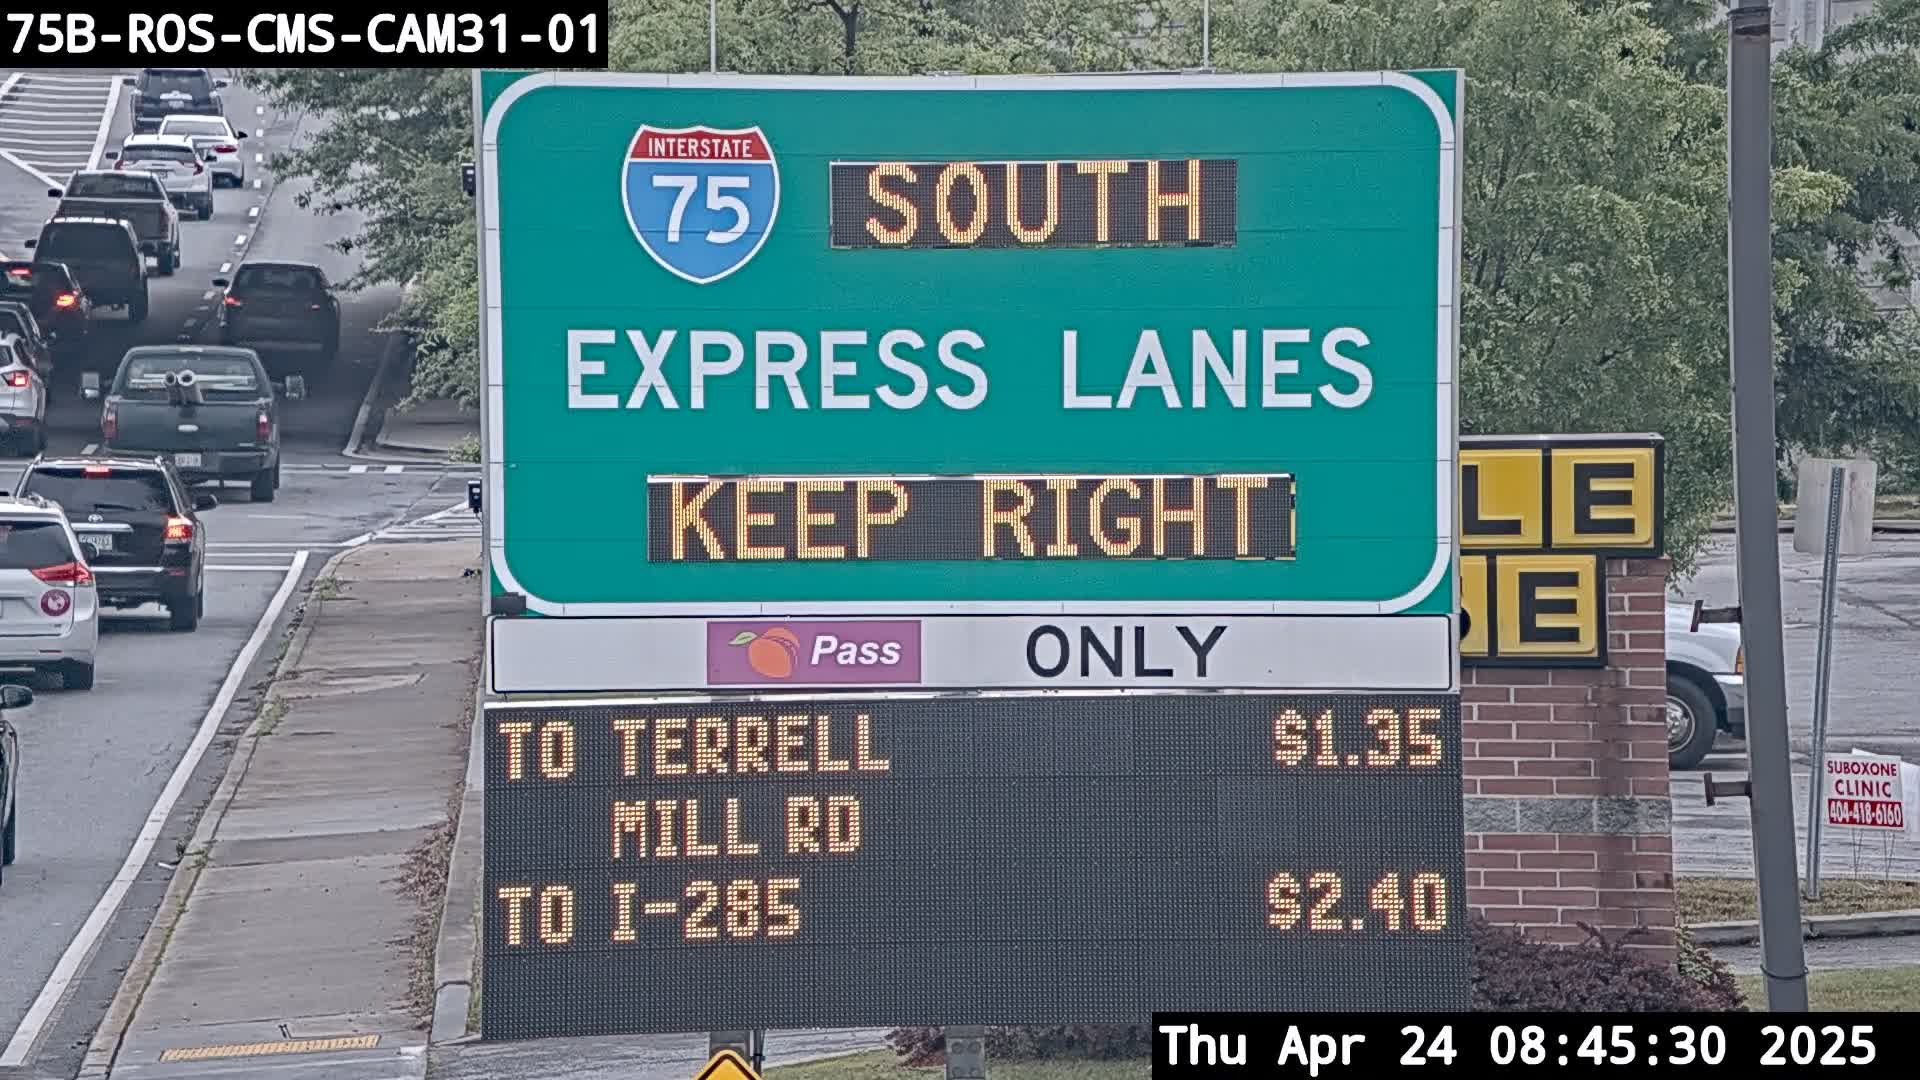 75B-ROS-CMS-CAM31-01
INTERSTATE
75
SOUTH
EXPRESS LANES
KEEP RIGHT
Pass ONLY
TO TERRELL $1.35
MILL RD
TO I-285 $2.40
LE
E
SUBOXONE
CLINIC
404-418-6160
Thu Apr 24 08:45:30 2025